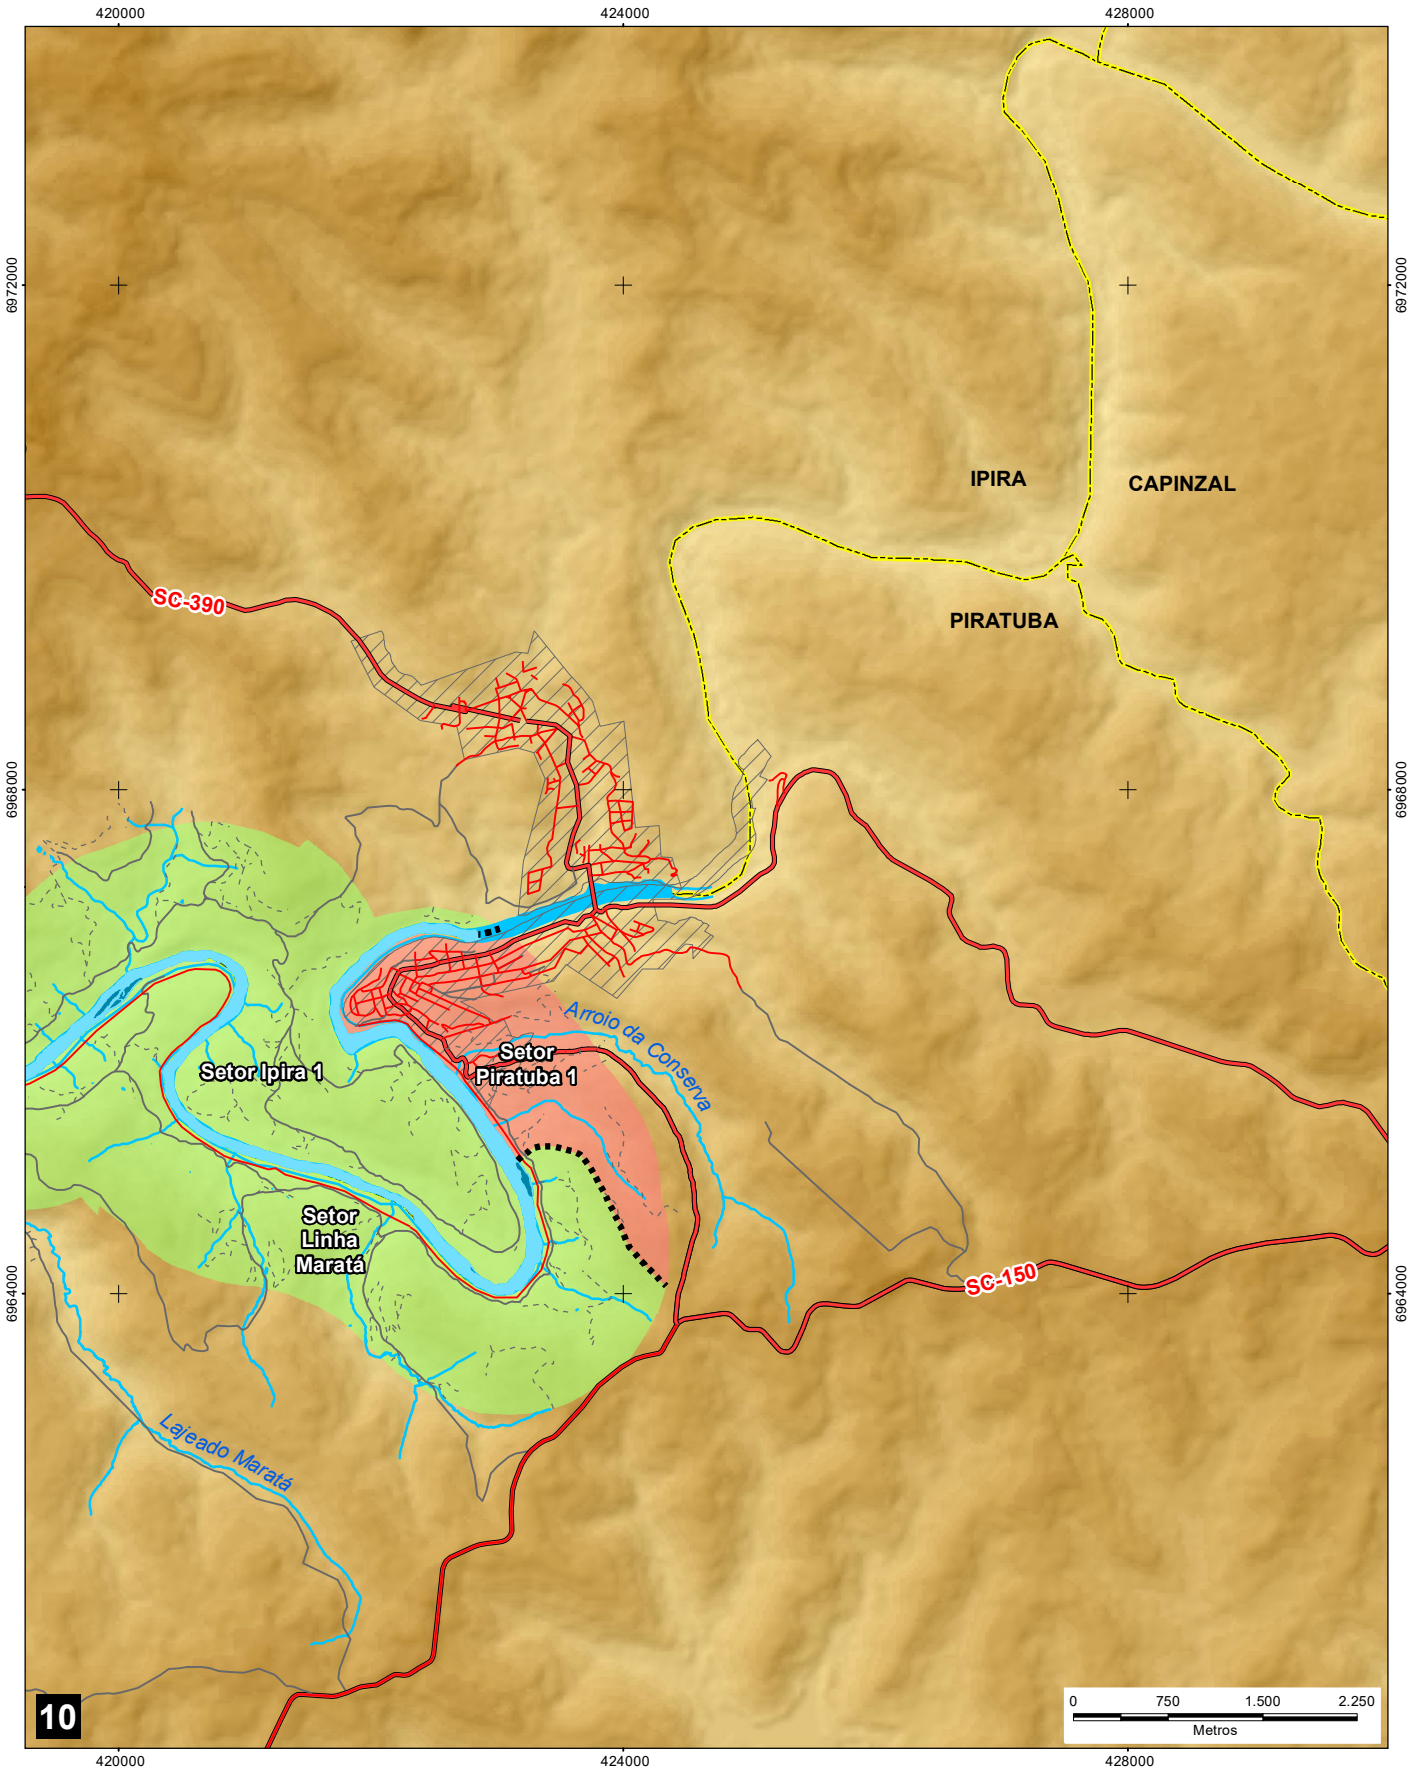 420000
424000
428000
6972000
6972000
IPIRA
CAPINZAL
SC-390
PIRATUBA
6968000
6968000
Arroio da Conserva
Setor
Piratuba 1
Setor Ipira 1
Setor
Linha
Maratá
SC-150
6964000
6964000
Lajeado Maratá
10
0
750
1.500
2.250
Metros
420000
424000
428000